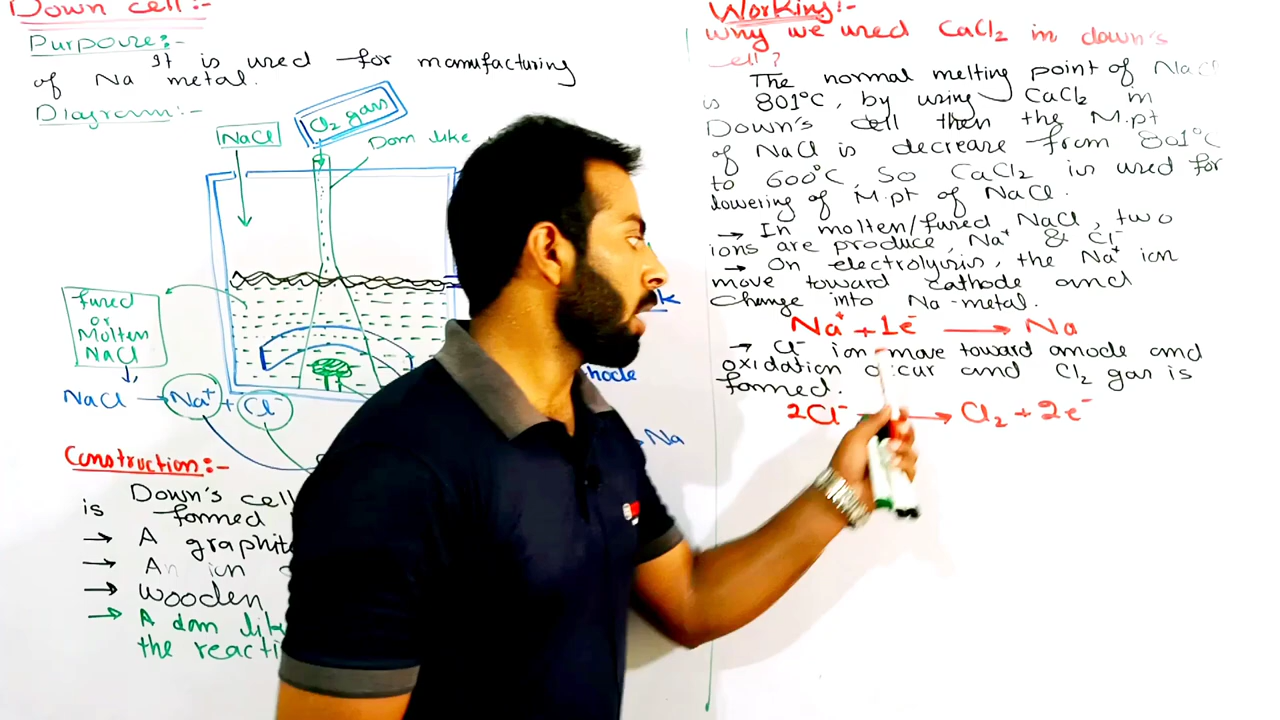 Down cell:-
Purpouse:-
It is used for manufacturing
of Na metal.
Diagram:-
NaCl
Cl2 gas
Dom like
fused
or
Molten
NaCl
NaCl → Na⁺ + Cl⁻
Na
Construction:-
Down's cell
is formed
→ A graphite
→ An ion
→ wooden
→ A dom like
the reacti
Working:-
why we used CaCl2 in down's
cell?
The normal melting point of NaCl
is 801°C, by using CaCl2 in
Down's cell then the M.pt
of NaCl is decrease from 801°C
to 600°C, So CaCl2 is used for
lowering of M.pt of NaCl.
→ In molten/fused NaCl, two
ions are produce, Na⁺ & Cl⁻
→ On electrolysis, the Na⁺ ion
move toward cathode and
change into Na-metal.
Na⁺ + 1e⁻ → Na
→ Cl⁻ ion move toward anode and
oxidation occur and Cl2 gas is
formed.
2Cl⁻ → Cl2 + 2e⁻